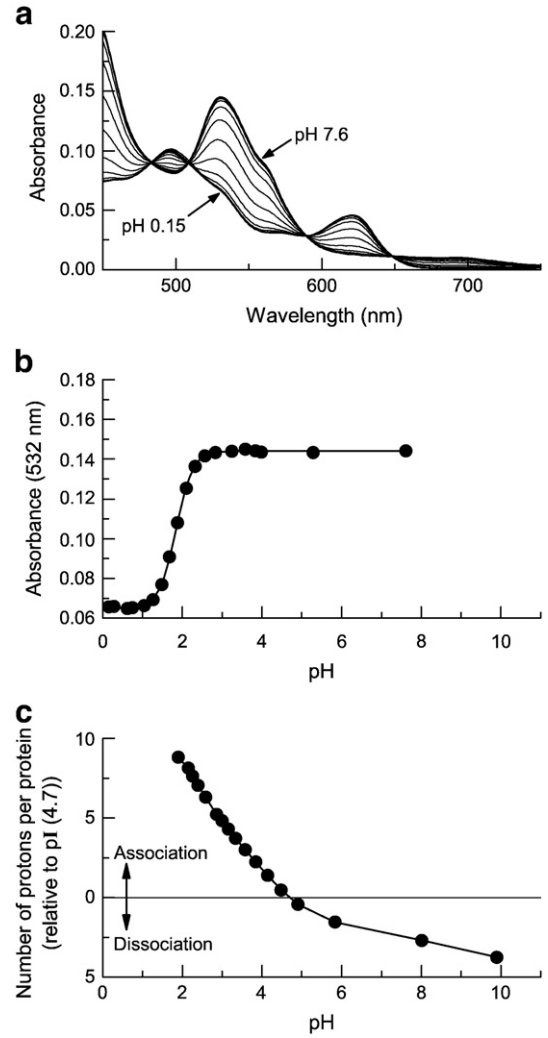 a
0.20
0.15
0.10
0.05
0.00
Absorbance
pH 7.6
pH 0.15
500
600
700
Wavelength (nm)
b
0.18
0.16
0.14
0.12
0.10
0.08
0.06
Absorbance (532 nm)
0
2
4
6
8
10
pH
c
10
5
0
5
Number of protons per protein
(relative to pI (4.7))
Association
Dissociation
0
2
4
6
8
10
pH